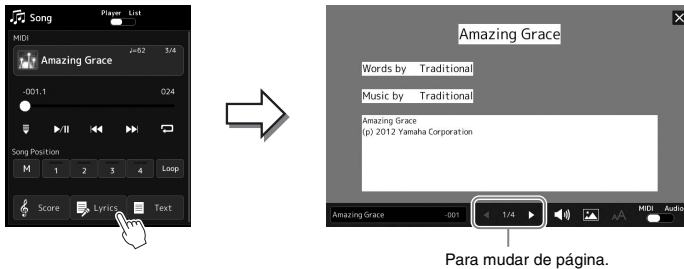 Song
Player List
MIDI
♩=62 3/4
Amazing Grace
-001.1 024
Song Position
M 1 2 3 4 Loop
Score Lyrics Text
Amazing Grace
Words by Traditional
Music by Traditional
Amazing Grace
(p) 2012 Yamaha Corporation
Amazing Grace -001 1/4 AA MIDI Audio
Para mudar de página.